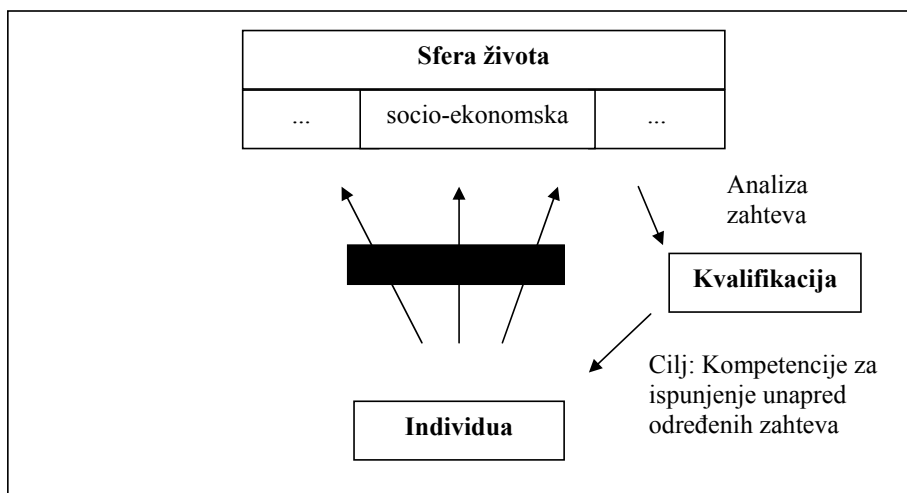 Sfera života
... socio-ekonomska ...
Analiza
zahteva
Kvalifikacija
Cilj: Kompetencije za
ispunjenje unapred
određenih zahteva
Individua